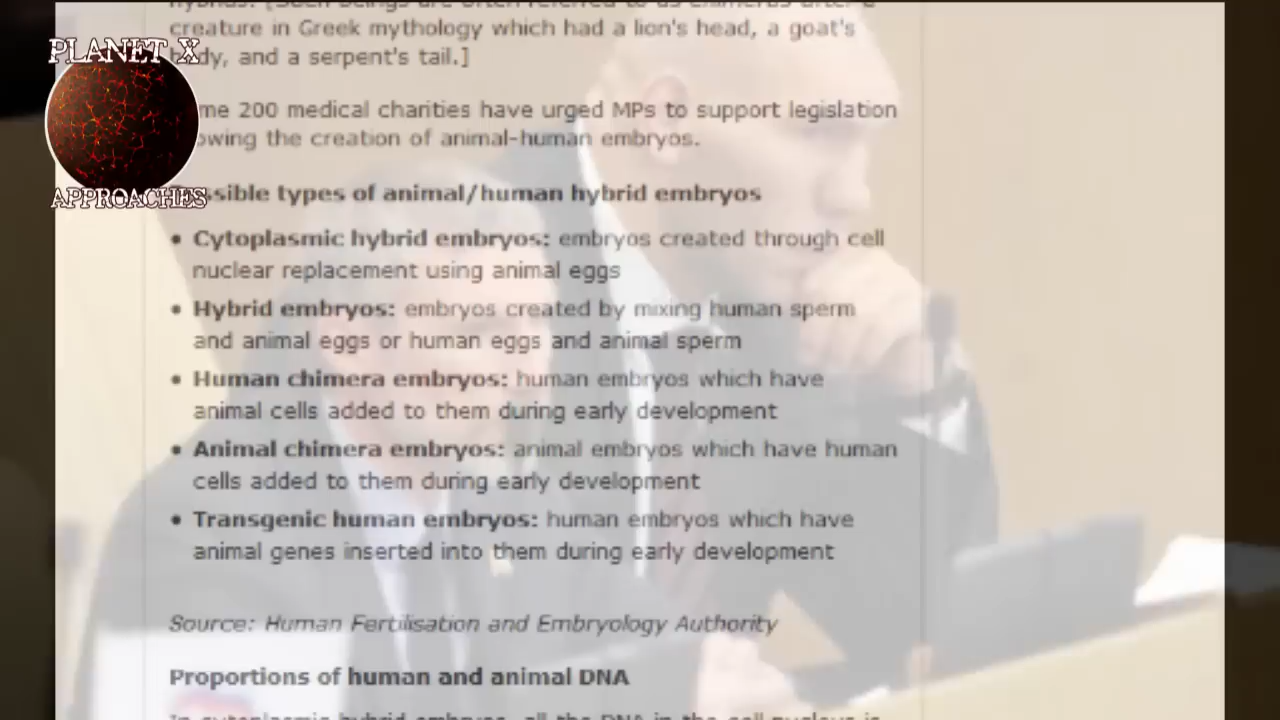 creature in Greek mythology which had a lion's head, a goat's
PLANET X
dy, and a serpent's tail.]
me 200 medical charities have urged MPs to support legislation
owing the creation of animal-human embryos.
APPROACHES
ssible types of animal/human hybrid embryos
• Cytoplasmic hybrid embryos: embryos created through cell
nuclear replacement using animal eggs
• Hybrid embryos: embryos created by mixing human sperm
and animal eggs or human eggs and animal sperm
• Human chimera embryos: human embryos which have
animal cells added to them during early development
• Animal chimera embryos: animal embryos which have human
cells added to them during early development
• Transgenic human embryos: human embryos which have
animal genes inserted into them during early development
Source: Human Fertilisation and Embryology Authority
Proportions of human and animal DNA